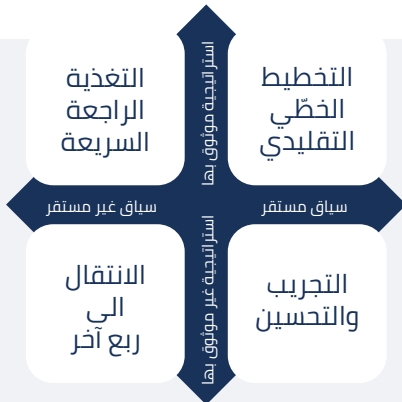 التخطيط
الخطّي
التقليدي
استراتيجية موثوق بها
التغذية
الراجعة
السريعة
سياق مستقر
سياق غير مستقر
التجريب
والتحسين
استراتيجية غير موثوق بها
الانتقال
الى
ربع آخر